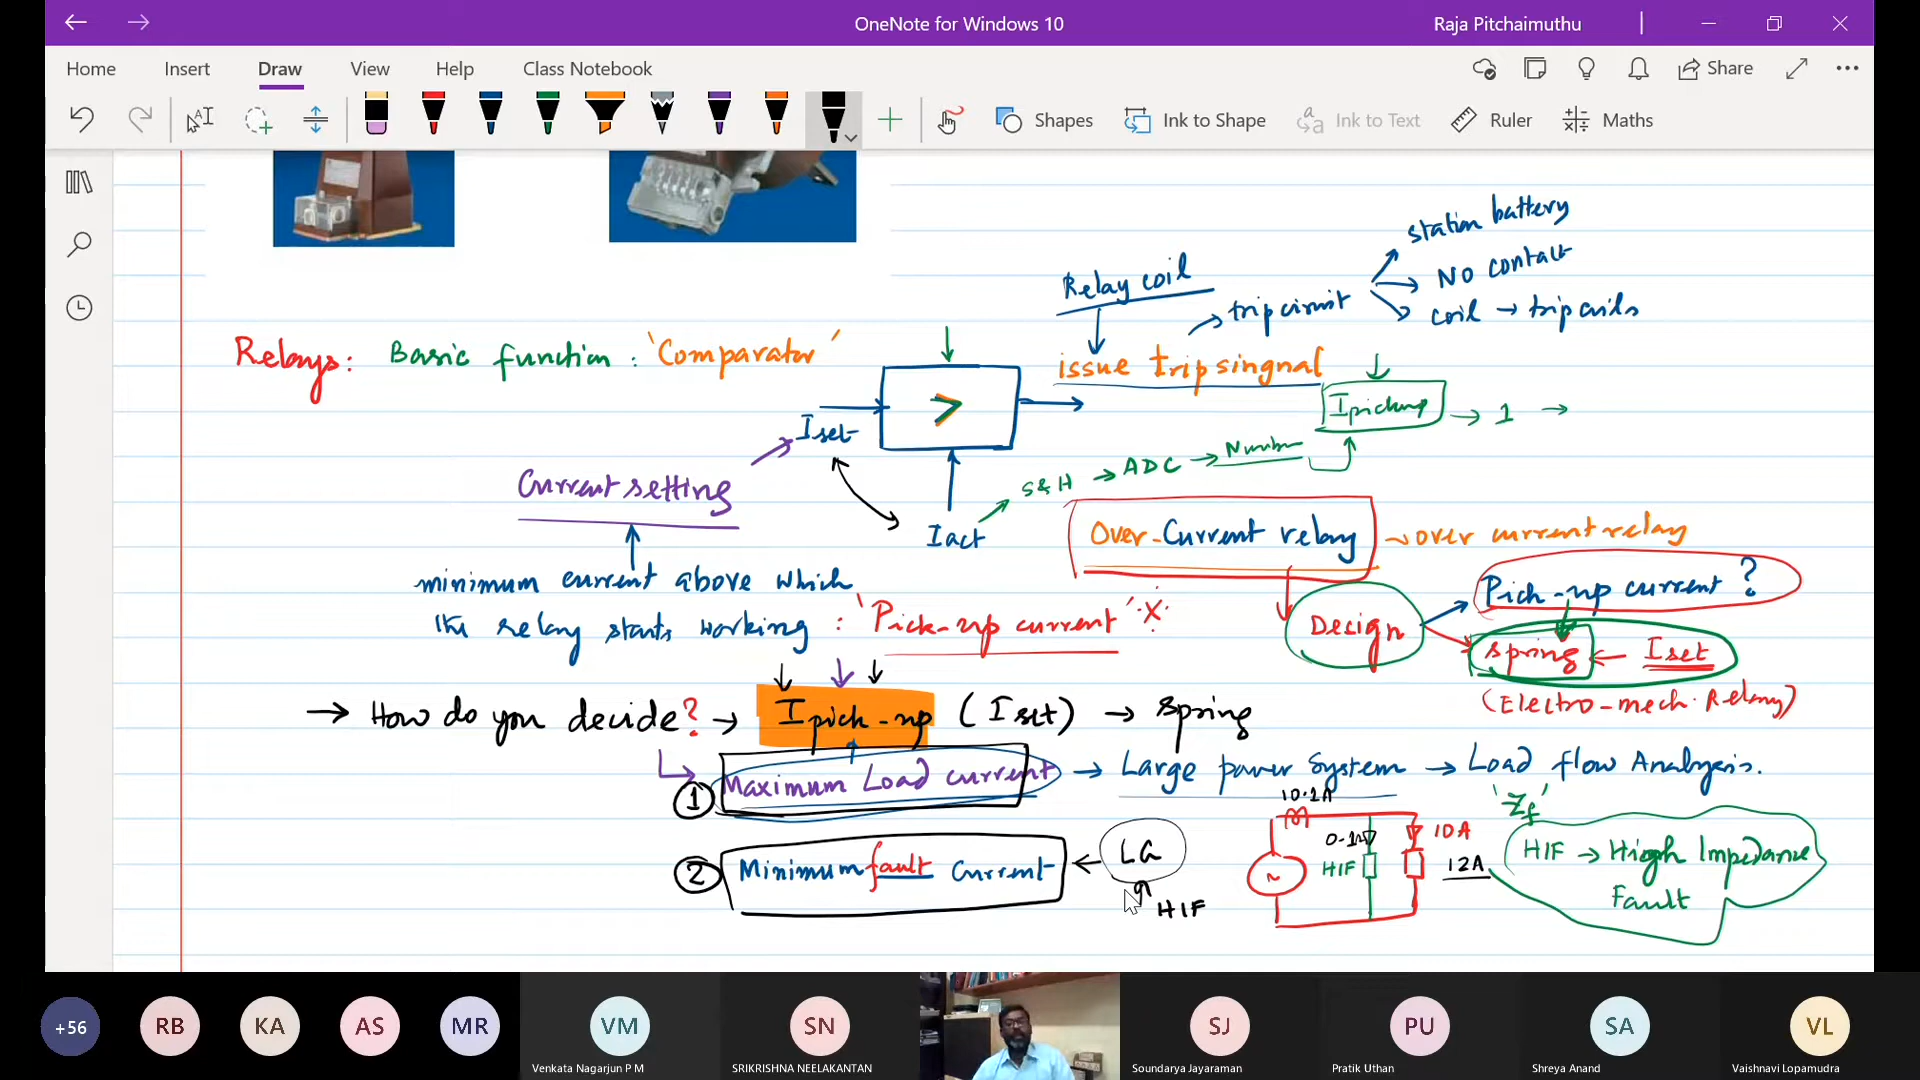 OneNote for Windows 10
Raja Pitchaimuthu
Home Insert Draw View Help Class Notebook
Share
Shapes Ink to Shape Ink to Text Ruler Maths
station battery
Relay coil
No contact
trip circuit
coil → trip coils
Relays: Basic function : 'Comparator'
>
issue trip singnal
Iset
Ipickup → 1 →
Current setting
S&H → ADC → Number
Iact
Over-Current relay
→ over current relay
minimum current above which
the relay starts working : 'Pick-up current' X
Design
Pick-up current?
spring ← Iset
(Electro-mech. Relay)
→ How do you decide? → Ipick-up (Iset) → spring
① Maximum Load current → Large power system → Load flow Analysis.
10.1A
'Zf'
② Minimum fault Current ← LG
HIF
~
0.1A
HIF
10A
12A
HIF → High Impedance
Fault
+56 RB KA AS MR VM SN SJ PU SA VL
Venkata Nagarjun P M
SRIKRISHNA NEELAKANTAN
Soundarya Jayaraman
Pratik Uthan
Shreya Anand
Vaishnavi Lopamudra